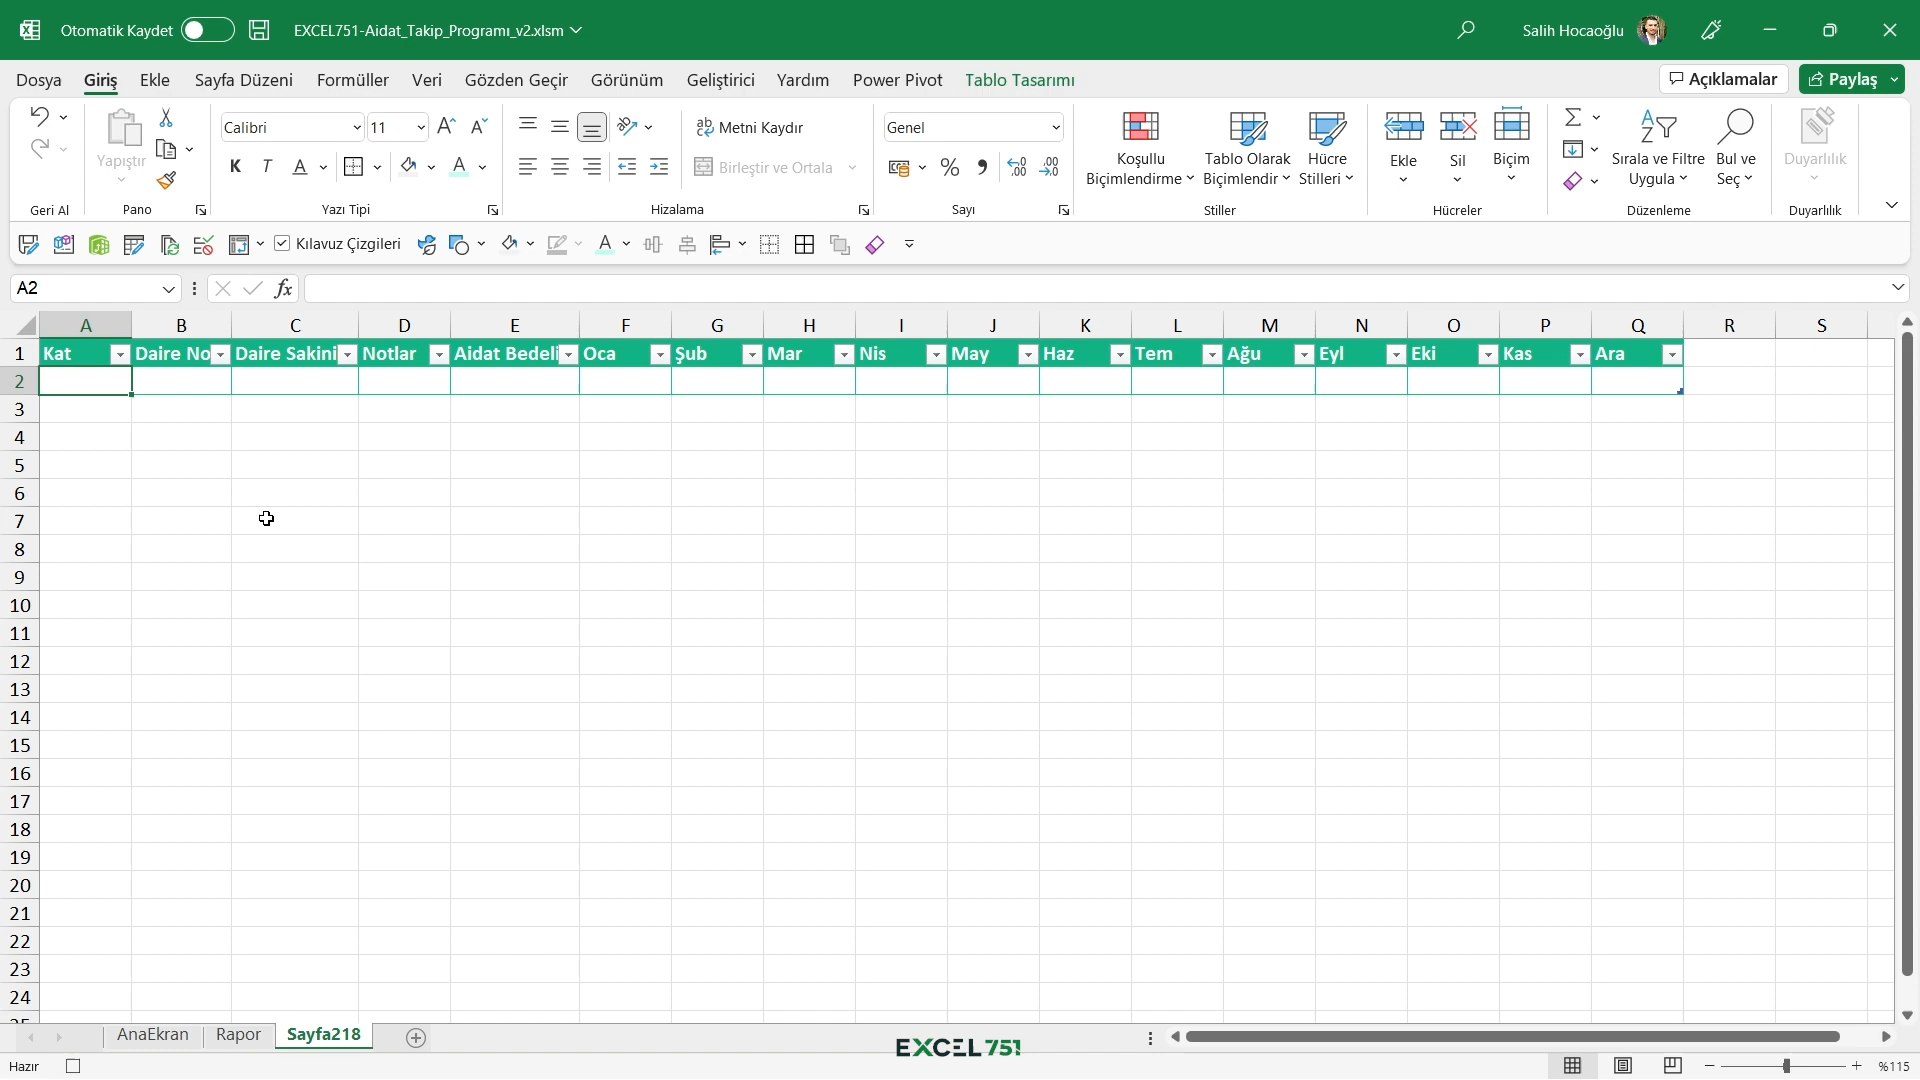 Otomatik Kaydet EXCEL751-Aidat_Takip_Programı_v2.xlsm Salih Hocaoğlu
Dosya Giriş Ekle Sayfa Düzeni Formüller Veri Gözden Geçir Görünüm Geliştirici Yardım Power Pivot Tablo Tasarımı Açıklamalar Paylaş
Calibri 11 Metni Kaydır Genel
Yapıştır K T A Birleştir ve Ortala
Koşullu Biçimlendirme
Tablo Olarak Biçimlendir
Hücre Stilleri
Ekle Sil Biçim
Sırala ve Filtre Uygula
Bul ve Seç
Duyarlılık
Geri Al Pano Yazı Tipi Hizalama Sayı Stiller Hücreler Düzenleme Duyarlılık
Kılavuz Çizgileri
A2 fx
A B C D E F G H I J K L M N O P Q R S
1 Kat Daire No Daire Sakini Notlar Aidat Bedeli Oca Şub Mar Nis May Haz Tem Ağu Eyl Eki Kas Ara
2
3
4
5
6
7
8
9
10
11
12
13
14
15
16
17
18
19
20
21
22
23
24
AnaEkran Rapor Sayfa218
EXCEL751
Hazır %115